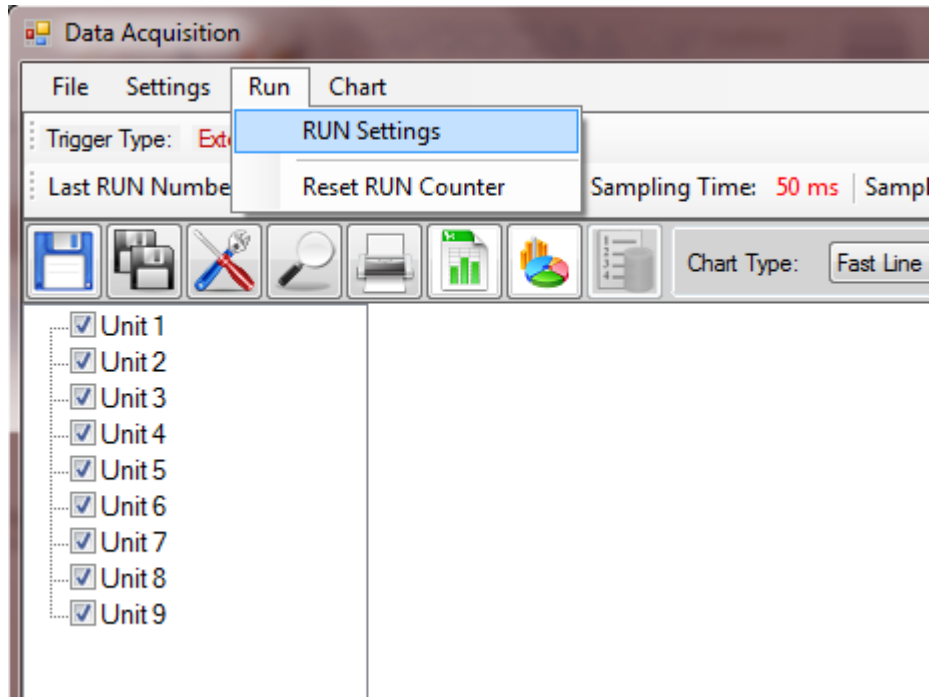 Data Acquisition
File Settings Run Chart
RUN Settings
Trigger Type:
Last RUN Reset RUN Counter Sampling Time: 50 ms
Chart Type: Fast Line
Unit 1
Unit 2
Unit 3
Unit 4
Unit 5
Unit 6
Unit 7
Unit 8
Unit 9